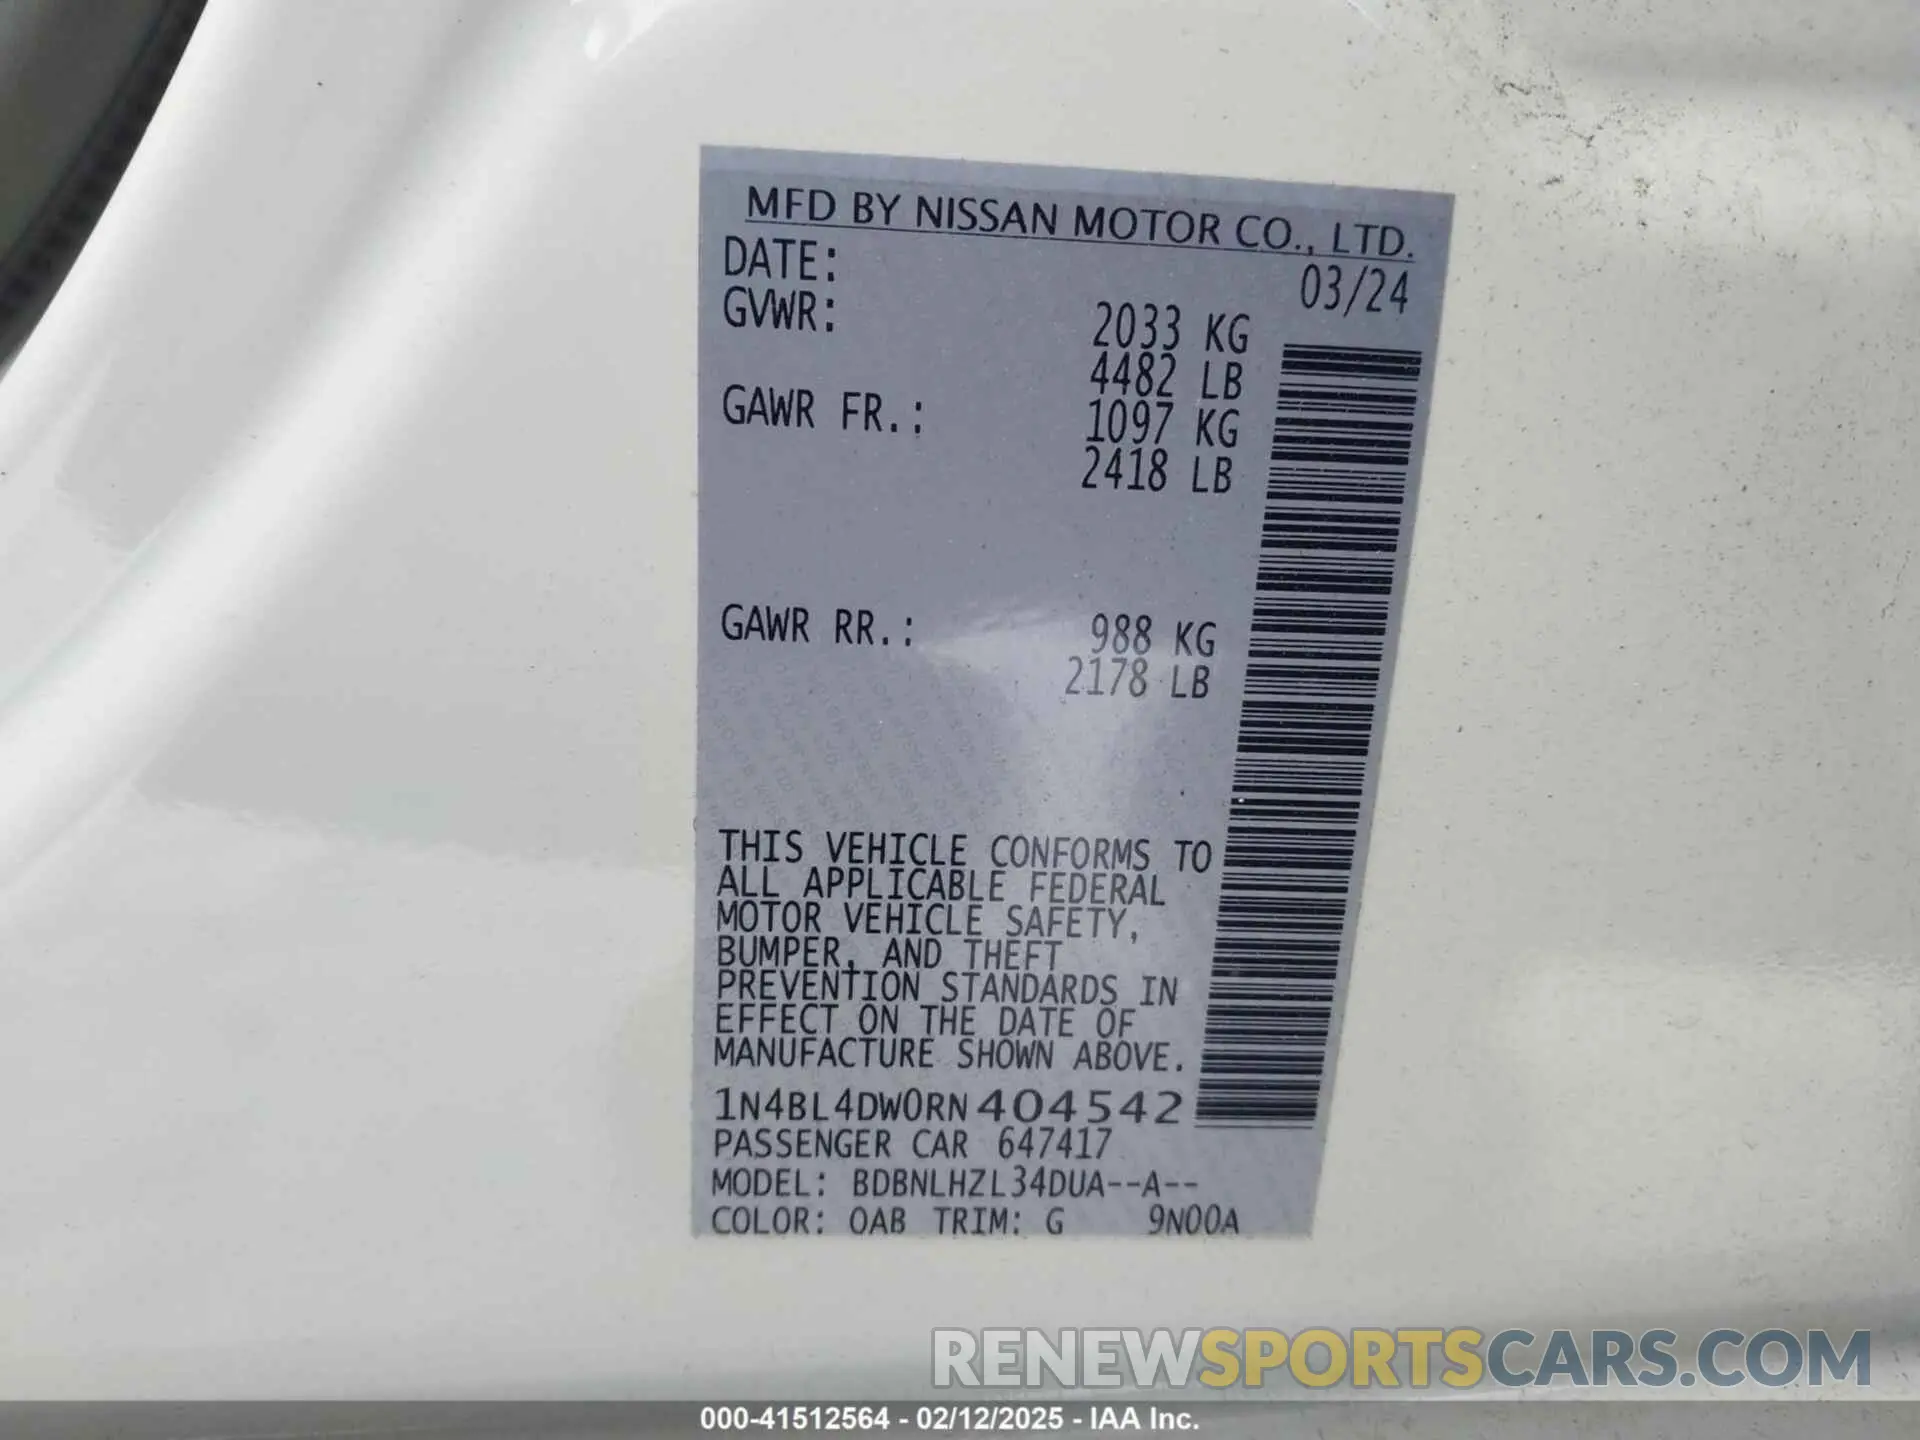 MFD BY NISSAN MOTOR CO., LTD.
DATE: 03/24
GVWR: 2033 KG
4482 LB
GAWR FR.: 1097 KG
2418 LB
GAWR RR.: 988 KG
2178 LB
THIS VEHICLE CONFORMS TO
ALL APPLICABLE FEDERAL
MOTOR VEHICLE SAFETY,
BUMPER, AND THEFT
PREVENTION STANDARDS IN
EFFECT ON THE DATE OF
MANUFACTURE SHOWN ABOVE.
1N4BL4DW0RN404542
PASSENGER CAR 647417
MODEL: BDBNLHZL34DUA--A--
COLOR: QAB TRIM: G 9N00A
RENEWSPORTSCARS.COM
000-41512564 - 02/12/2025 - IAA Inc.